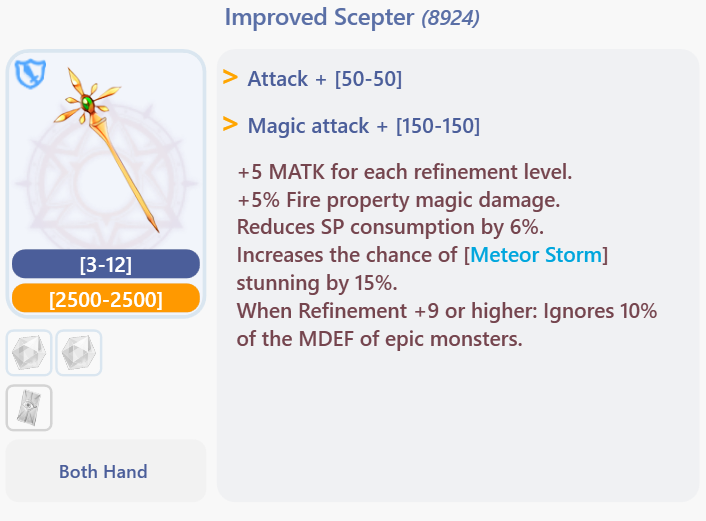 Improved Scepter (8924)
> Attack + [50-50]
> Magic attack + [150-150]
+5 MATK for each refinement level.
+5% Fire property magic damage.
Reduces SP consumption by 6%.
Increases the chance of [Meteor Storm]
stunning by 15%.
When Refinement +9 or higher: Ignores 10%
of the MDEF of epic monsters.
[3-12]
[2500-2500]
Both Hand